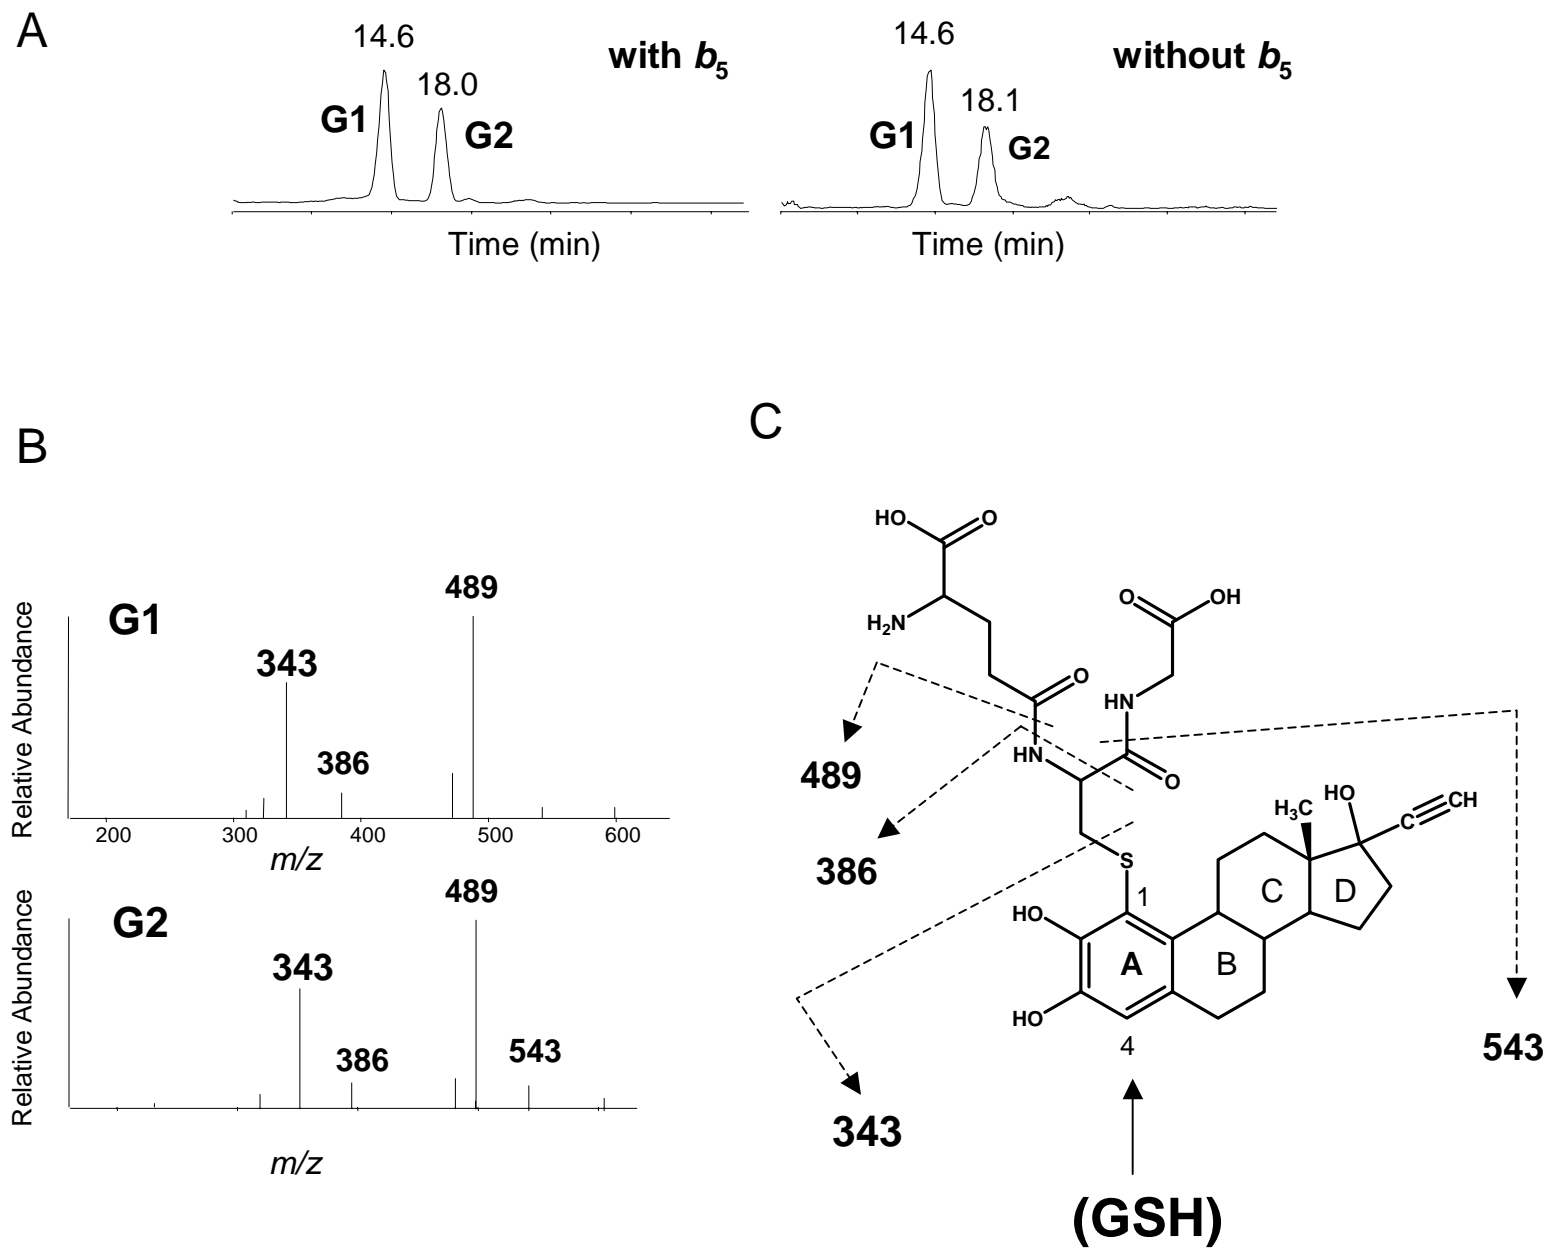 A
14.6
18.0
G1
G2
with b5
Time (min)
14.6
18.1
G1
G2
without b5
Time (min)
B
G1
489
343
386
Relative Abundance
200 300 400 500 600
m/z
G2
489
343
386
543
Relative Abundance
m/z
C
HO
O
H2N
O
HN
O
OH
HN
O
489
386
S
1
HO
HO
A
B
C
D
H3C
HO
C
CH
4
343
543
(GSH)